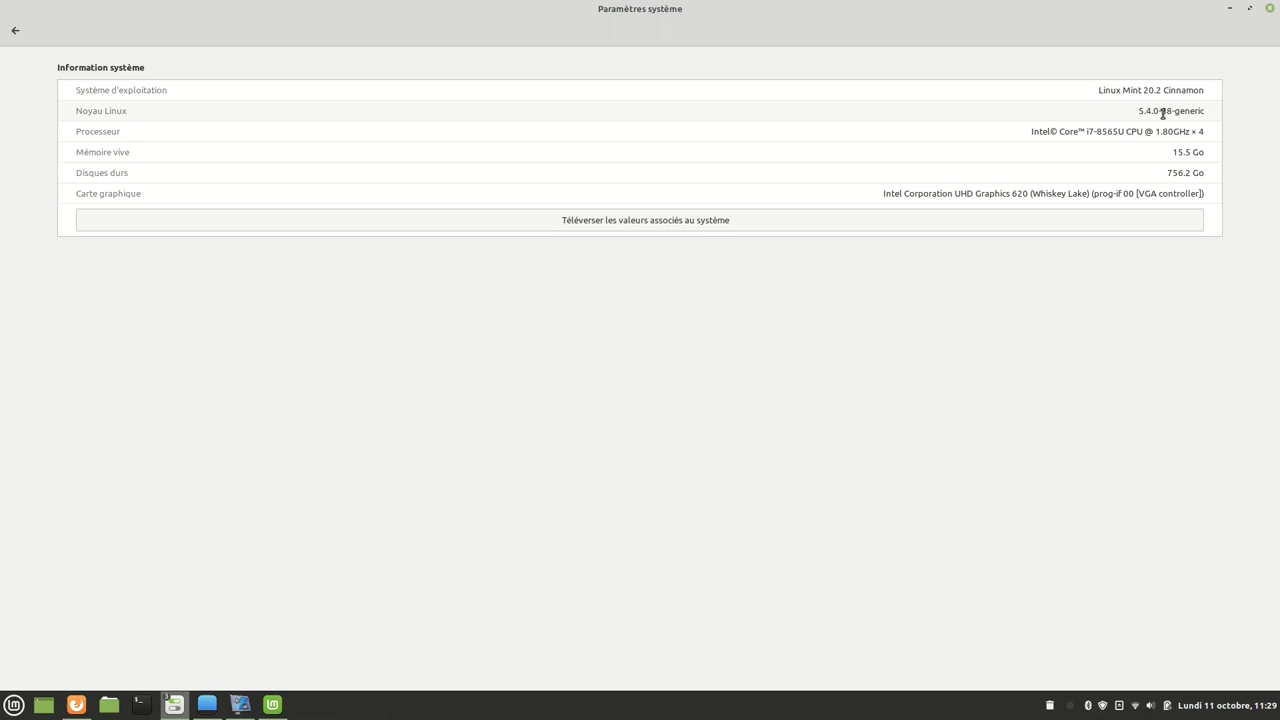 Paramètres système
Information système
Système d'exploitation Linux Mint 20.2 Cinnamon
Noyau Linux
Processeur Intel© Core™ i7-8565U CPU @ 1.80GHz × 4
Mémoire vive 15.5 Go
Disques durs 756.2 Go
Carte graphique Intel Corporation UHD Graphics 620 (Whiskey Lake) (prog-if 00 [VGA controller])
Téléverser les valeurs associés au système
Lundi 11 octobre, 11:29